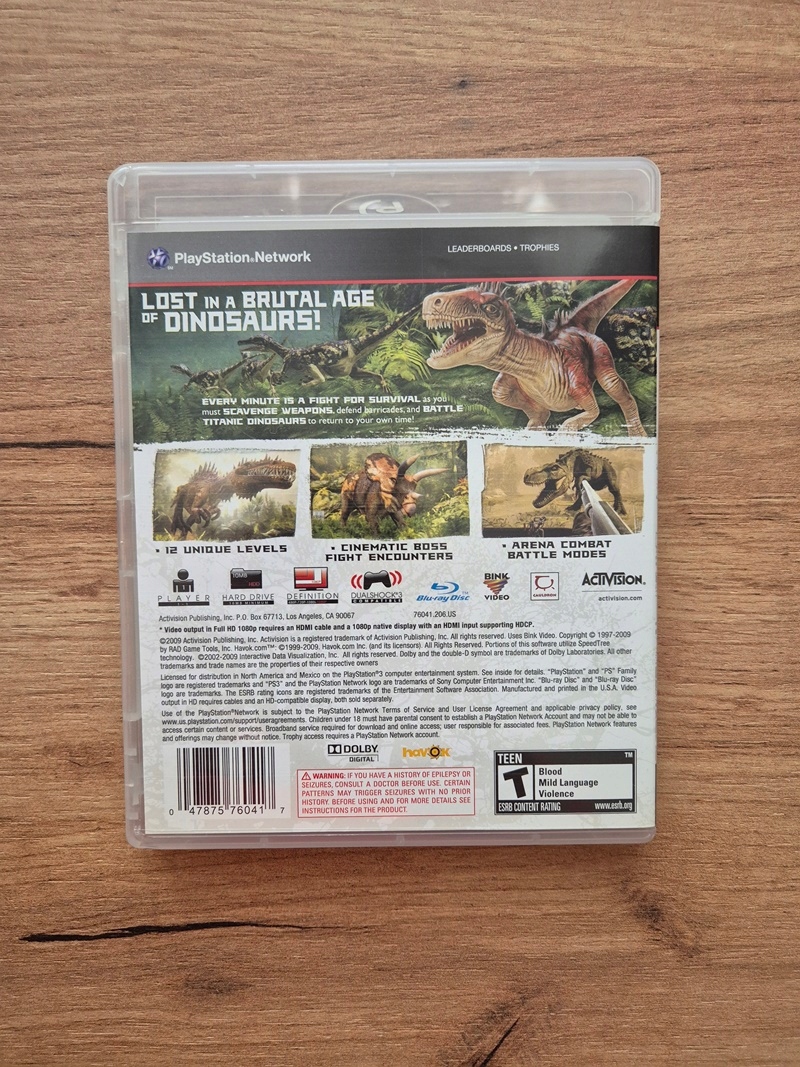 PlayStation®Network
LEADERBOARDS • TROPHIES
LOST IN A BRUTAL AGE
OF DINOSAURS!
EVERY MINUTE IS A FIGHT FOR SURVIVAL as you
must SCAVENGE WEAPONS, defend barricades, and BATTLE
TITANIC DINOSAURS to return to your own time!
• 12 UNIQUE LEVELS
• CINEMATIC BOSS
FIGHT ENCOUNTERS
• ARENA COMBAT
BATTLE MODES
PLAYER
10MB
HARD DRIVE
DEFINITION
DUALSHOCK®3
COMPATIBLE
Blu-ray Disc™
BINK
VIDEO
CAULDRON
ACTIVISION®
activision.com
Activision Publishing, Inc. P.O. Box 67713, Los Angeles, CA 90067
76041.206.US
* Video output in Full HD 1080p requires an HDMI cable and a 1080p native display with an HDMI input supporting HDCP.
©2009 Activision Publishing, Inc. Activision is a registered trademark of Activision Publishing, Inc. All rights reserved. Uses Bink Video. Copyright © 1997-2009
by RAD Game Tools, Inc. Havok.com™: ©1999-2009. Havok.com Inc. (and its licensors). All Rights Reserved. Portions of this software utilize SpeedTree
technology. ©2002-2009 Interactive Data Visualization, Inc. All rights reserved. Dolby and the double-D symbol are trademarks of Dolby Laboratories. All other
trademarks and trade names are the properties of their respective owners
Licensed for distribution in North America and Mexico on the PlayStation®3 computer entertainment system. See inside for details. "PlayStation" and "PS" Family
logo are registered trademarks and "PS3" and the PlayStation Network logo are trademarks of Sony Computer Entertainment Inc. "Blu-ray Disc" and "Blu-ray Disc"
logo are trademarks. The ESRB rating icons are registered trademarks of the Entertainment Software Association. Manufactured and printed in the U.S.A. Video
output in HD requires cables and an HD-compatible display, both sold separately.
Use of the PlayStation®Network is subject to the PlayStation Network Terms of Service and User License Agreement and applicable privacy policy, see
www.us.playstation.com/support/useragreements. Children under 18 must have parental consent to establish a PlayStation Network Account and may not be able to
access certain content or services. Broadband service required for download and online access; user responsible for associated fees. PlayStation Network features
and offerings may change without notice. Trophy access requires a PlayStation Network account.
DOLBY
DIGITAL
havok
WARNING: IF YOU HAVE A HISTORY OF EPILEPSY OR
SEIZURES, CONSULT A DOCTOR BEFORE USE. CERTAIN
PATTERNS MAY TRIGGER SEIZURES WITH NO PRIOR
HISTORY. BEFORE USING AND FOR MORE DETAILS SEE
INSTRUCTIONS FOR THE PRODUCT.
0 47875 76041 7
TEEN ™
T
Blood
Mild Language
Violence
ESRB CONTENT RATING www.esrb.org